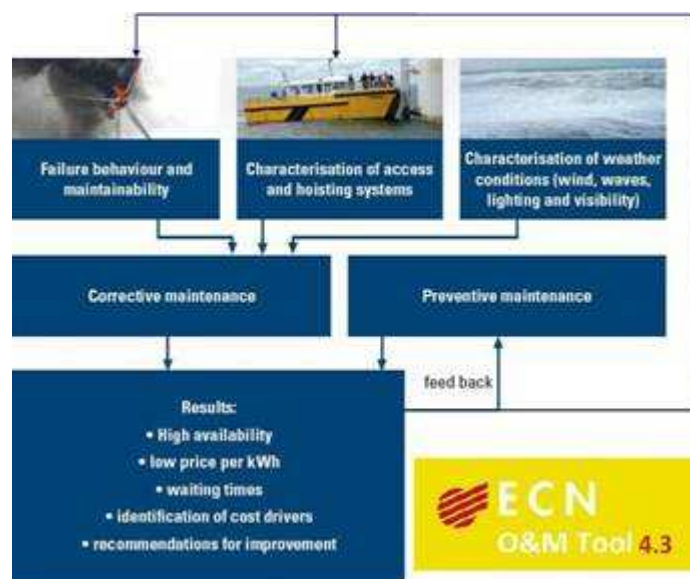 Failure behaviour and
maintainability
Characterisation of access
and hoisting systems
Characterisation of weather
conditions (wind, waves,
lighting and visibility)
Corrective maintenance
Preventive maintenance
feed back
Results:
• High availability
• low price per kWh
• waiting times
• identification of cost drivers
• recommendations for improvement
ECN
O&M Tool 4.3